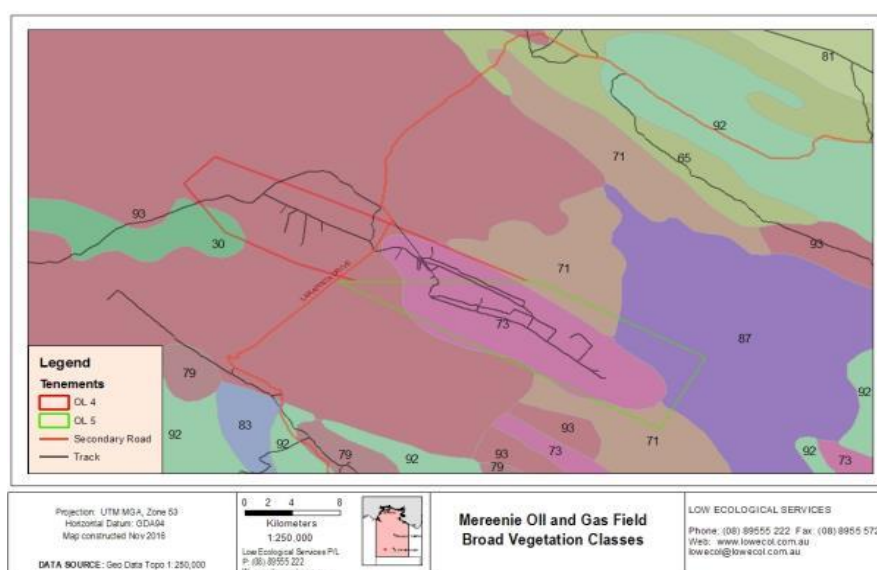 81
92
71
65
93
30
93
71
LARAPINTA DRIVE
73
87
79
92
83
92
79
92
93
93
79
73
71
92
92
73
Legend
Tenements
OL 4
OL 5
Secondary Road
Track
Projection: UTM MGA, Zone 53
Horizontal Datum: GDA94
Map constructed Nov 2016
DATA SOURCE: Geo Data Topo 1:250,000
0 2 4 8
Kilometers
1:250,000
Low Ecological Services P/L
P: (08) 89555 222
Mereenie Oil and Gas Field
Broad Vegetation Classes
LOW ECOLOGICAL SERVICES
Phone: (08) 89555 222 Fax: (08) 8955 572
Web: www.lowecol.com.au
lowecol@lowecol.com.au